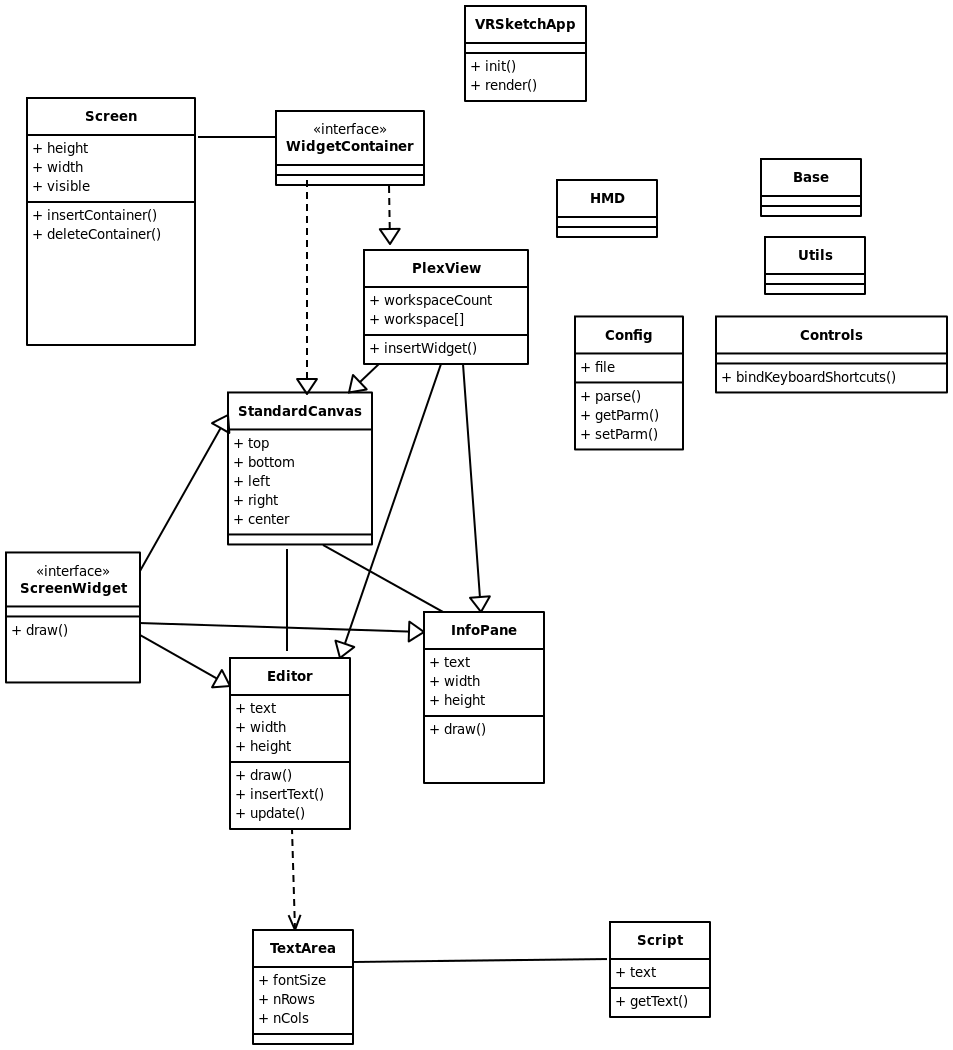 VRSketchApp
+ init()
+ render()
Screen
+ height
+ width
+ visible
+ insertContainer()
+ deleteContainer()
«interface»
WidgetContainer
HMD
Base
Utils
PlexView
+ workspaceCount
+ workspace[]
+ insertWidget()
Config
+ file
+ parse()
+ getParm()
+ setParm()
Controls
+ bindKeyboardShortcuts()
StandardCanvas
+ top
+ bottom
+ left
+ right
+ center
«interface»
ScreenWidget
+ draw()
InfoPane
+ text
+ width
+ height
+ draw()
Editor
+ text
+ width
+ height
+ draw()
+ insertText()
+ update()
TextArea
+ fontSize
+ nRows
+ nCols
Script
+ text
+ getText()